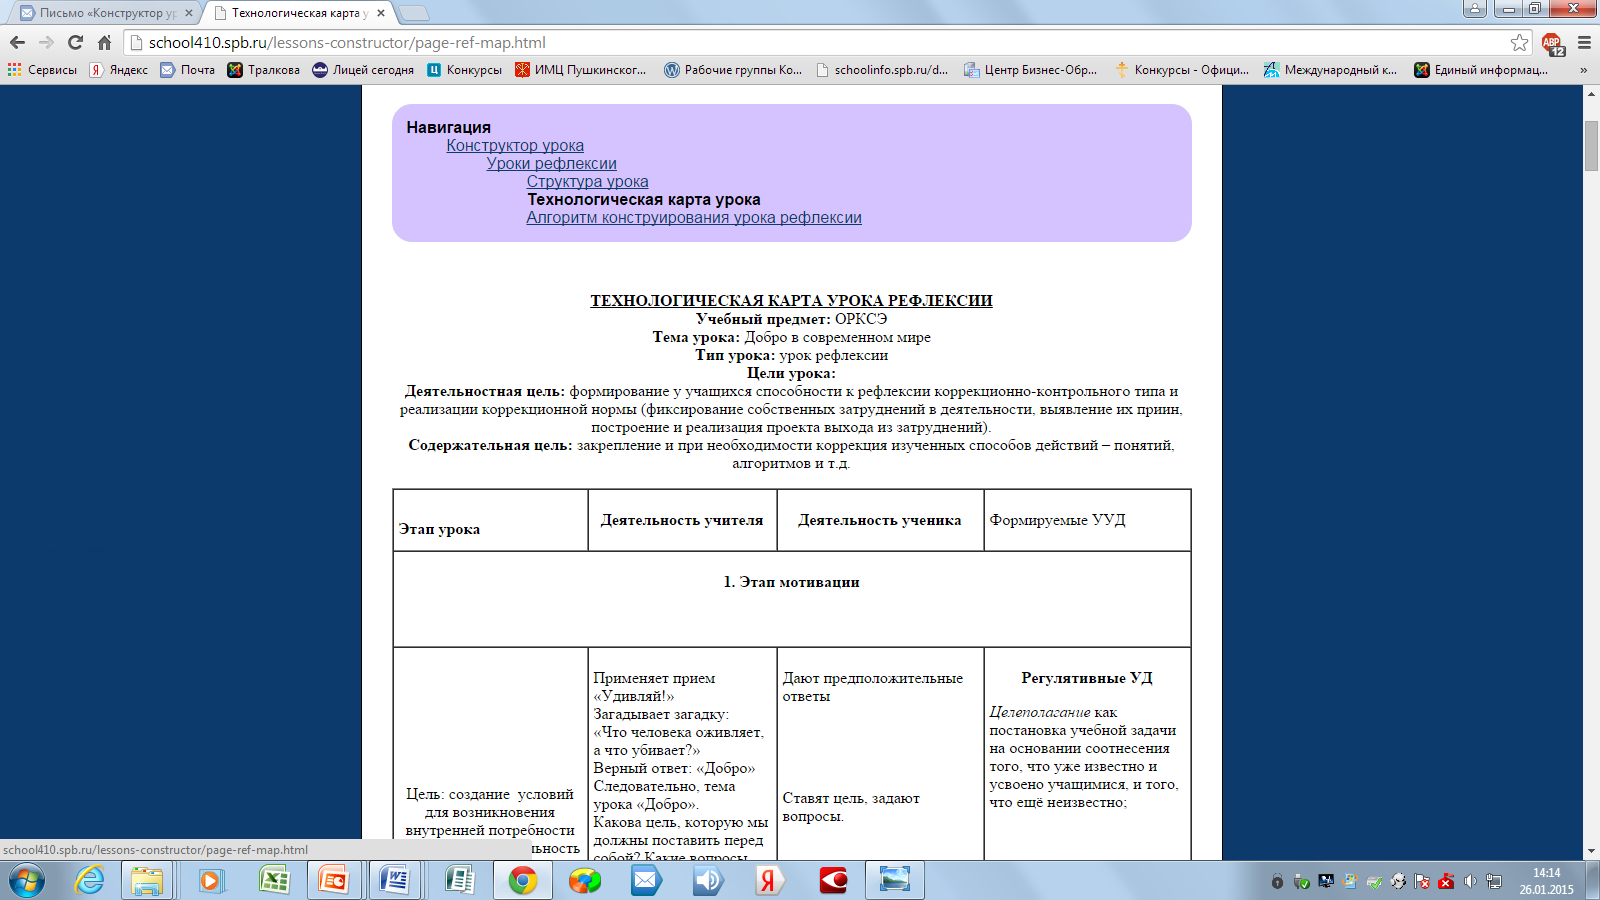 Письмо «Конструктор ур
Технологическая карта у
school410.spb.ru/lessons-constructor/page-ref-map.html
ABP
12
Сервисы
Яндекс
Почта
Тралкова
Лицей сегодня
Конкурсы
ИМЦ Пушкинског...
Рабочие группы Ко...
schoolinfo.spb.ru/d...
Центр Бизнес-Обр...
Конкурсы - Офици...
Международный к...
Единый информац...
»
Навигация
Конструктор урока
Уроки рефлексии
Структура урока
Технологическая карта урока
Алгоритм конструирования урока рефлексии
ТЕХНОЛОГИЧЕСКАЯ КАРТА УРОКА РЕФЛЕКСИИ
Учебный предмет: ОРКСЭ
Тема урока: Добро в современном мире
Тип урока: урок рефлексии
Цели урока:
Деятельностная цель: формирование у учащихся способности к рефлексии коррекционно-контрольного типа и
реализации коррекционной нормы (фиксирование собственных затруднений в деятельности, выявление их приин,
построение и реализация проекта выхода из затруднений).
Содержательная цель: закрепление и при необходимости коррекция изученных способов действий – понятий,
алгоритмов и т.д.
Этап урока
Деятельность учителя
Деятельность ученика
Формируемые УУД
1. Этап мотивации
Цель: создание условий
для возникновения
внутренней потребности
льность
Применяет прием
«Удивляй!»
Загадывает загадку:
«Что человека оживляет,
а что убивает?»
Верный ответ: «Добро»
Следовательно, тема
урока «Добро».
Какова цель, которую мы
должны поставить перед
собой? Какие вопросы
Дают предположительные
ответы
Ставят цель, задают
вопросы.
Регулятивные УД
Целеполагание как
постановка учебной задачи
на основании соотнесения
того, что уже известно и
усвоено учащимися, и того,
что ещё неизвестно;
school410.spb.ru/lessons-constructor/page-ref-map.html
14:14
26.01.2015